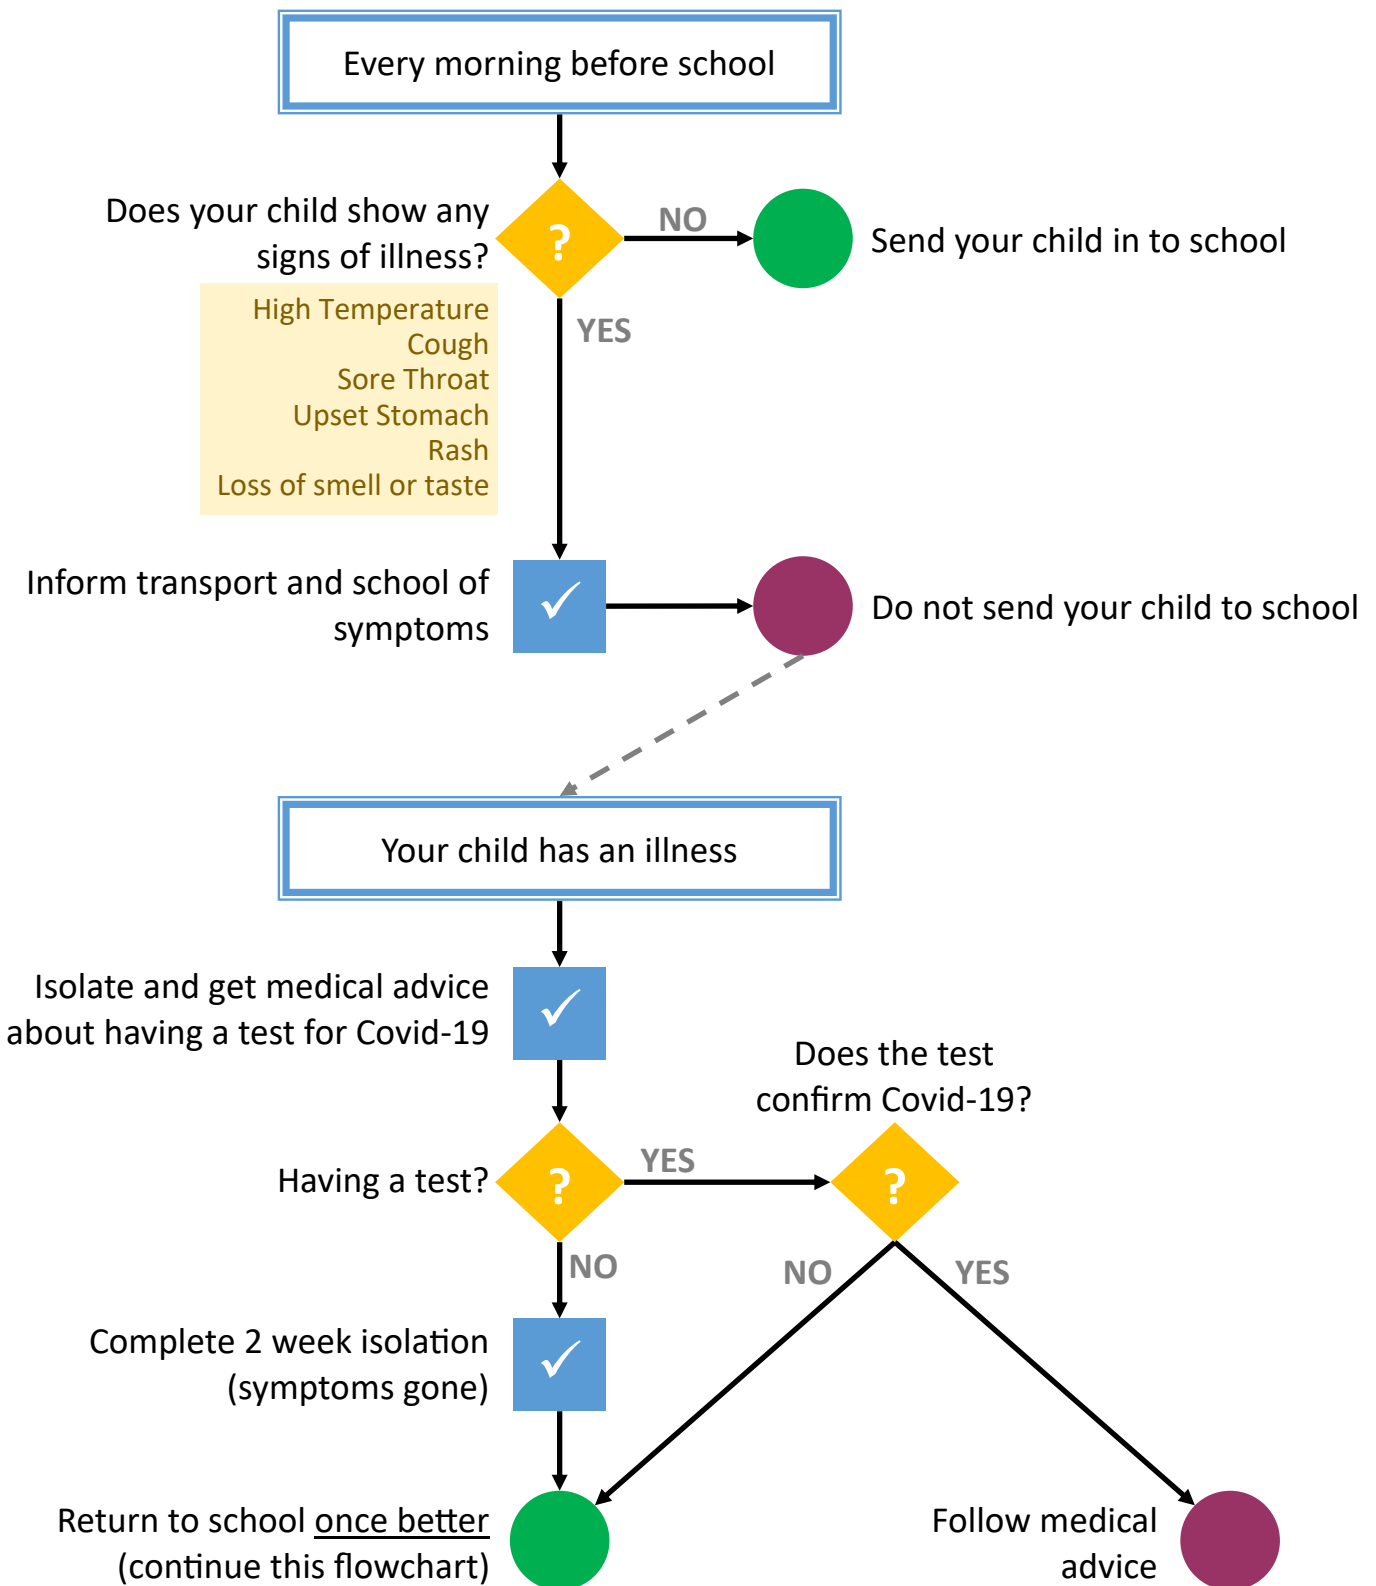 Every morning before school
Does your child show any
signs of illness?
?
NO
Send your child in to school
High Temperature
Cough
Sore Throat
Upset Stomach
Rash
Loss of smell or taste
YES
Inform transport and school of
symptoms
Do not send your child to school
Your child has an illness
Isolate and get medical advice
about having a test for Covid-19
Does the test
confirm Covid-19?
Having a test?
?
YES
?
NO
NO
YES
Complete 2 week isolation
(symptoms gone)
Return to school once better
(continue this flowchart)
Follow medical
advice